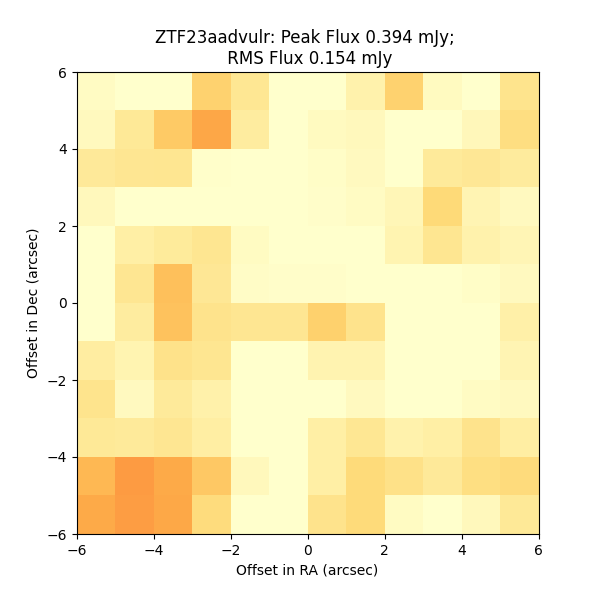 ZTF23aadvulr: Peak Flux 0.394 mJy;
RMS Flux 0.154 mJy
6
4
2
0
−2
−4
−6
Offset in Dec (arcsec)
−6 −4 −2 0 2 4 6
Offset in RA (arcsec)